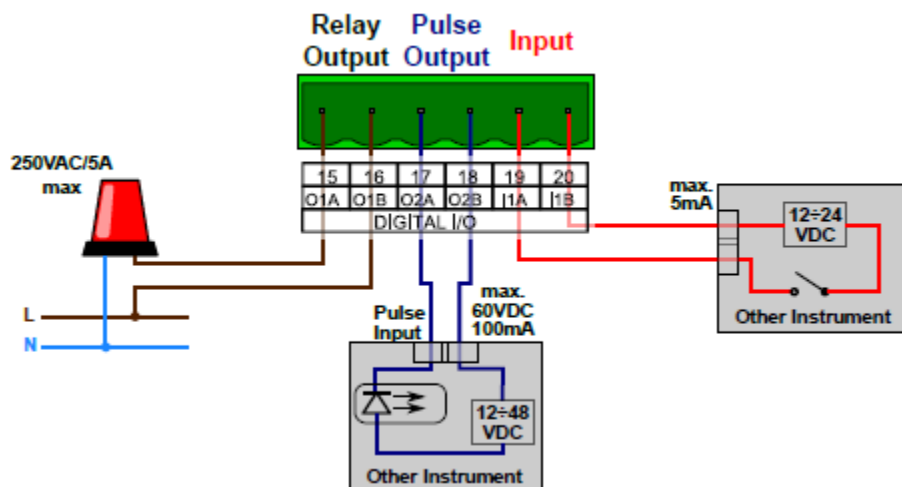 Relay Output
Pulse Output
Input
250VAC/5A
max
15 16 17 18 19 20
O1A O1B O2A O2B I1A I1B
DIGITAL I/O
max.
5mA
12÷24
VDC
Other Instrument
L
N
Pulse
Input
max.
60VDC
100mA
12÷48
VDC
Other Instrument